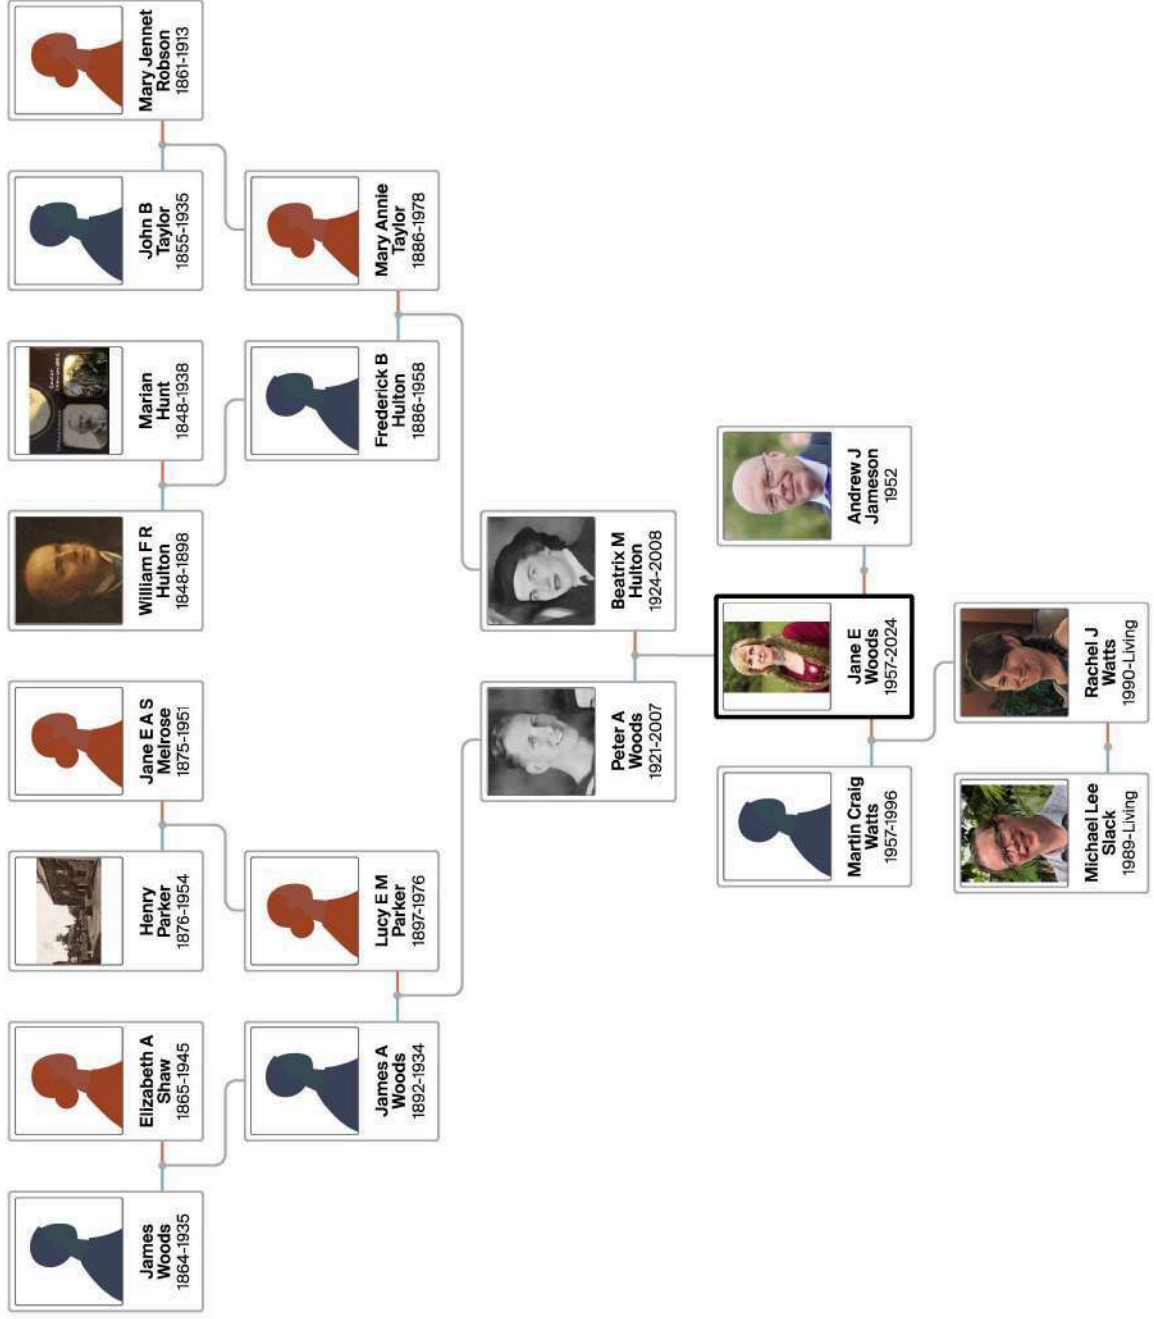 James
Woods
1864-1935
Elizabeth A
Shaw
1865-1945
Henry
Parker
1876-1954
Jane E A S
Melrose
1875-1951
William F R
Hulton
1848-1898
Marian
Hunt
1848-1938
John B
Taylor
1855-1935
Mary Jennet
Robson
1861-1913
James A
Woods
1892-1934
Lucy E M
Parker
1897-1976
Frederick B
Hulton
1886-1958
Mary Annie
Taylor
1886-1978
Peter A
Woods
1921-2007
Beatrix M
Hulton
1924-2008
Martin Craig
Watts
1957-1996
Jane E
Woods
1957-2024
Andrew J
Jameson
1952
Michael Lee
Slack
1989-Living
Rachel J
Watts
1990-Living